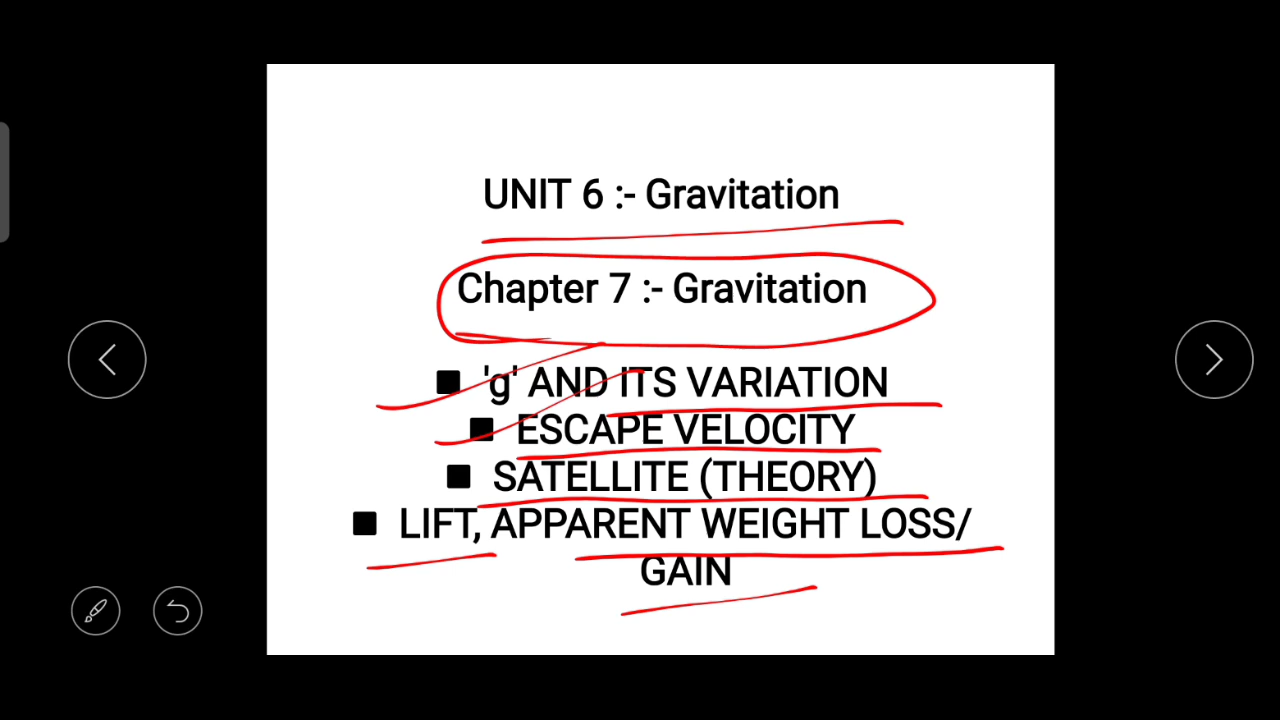 UNIT 6 :- Gravitation
Chapter 7 :- Gravitation
■ 'g' AND ITS VARIATION
■ ESCAPE VELOCITY
■ SATELLITE (THEORY)
■ LIFT, APPARENT WEIGHT LOSS/
GAIN